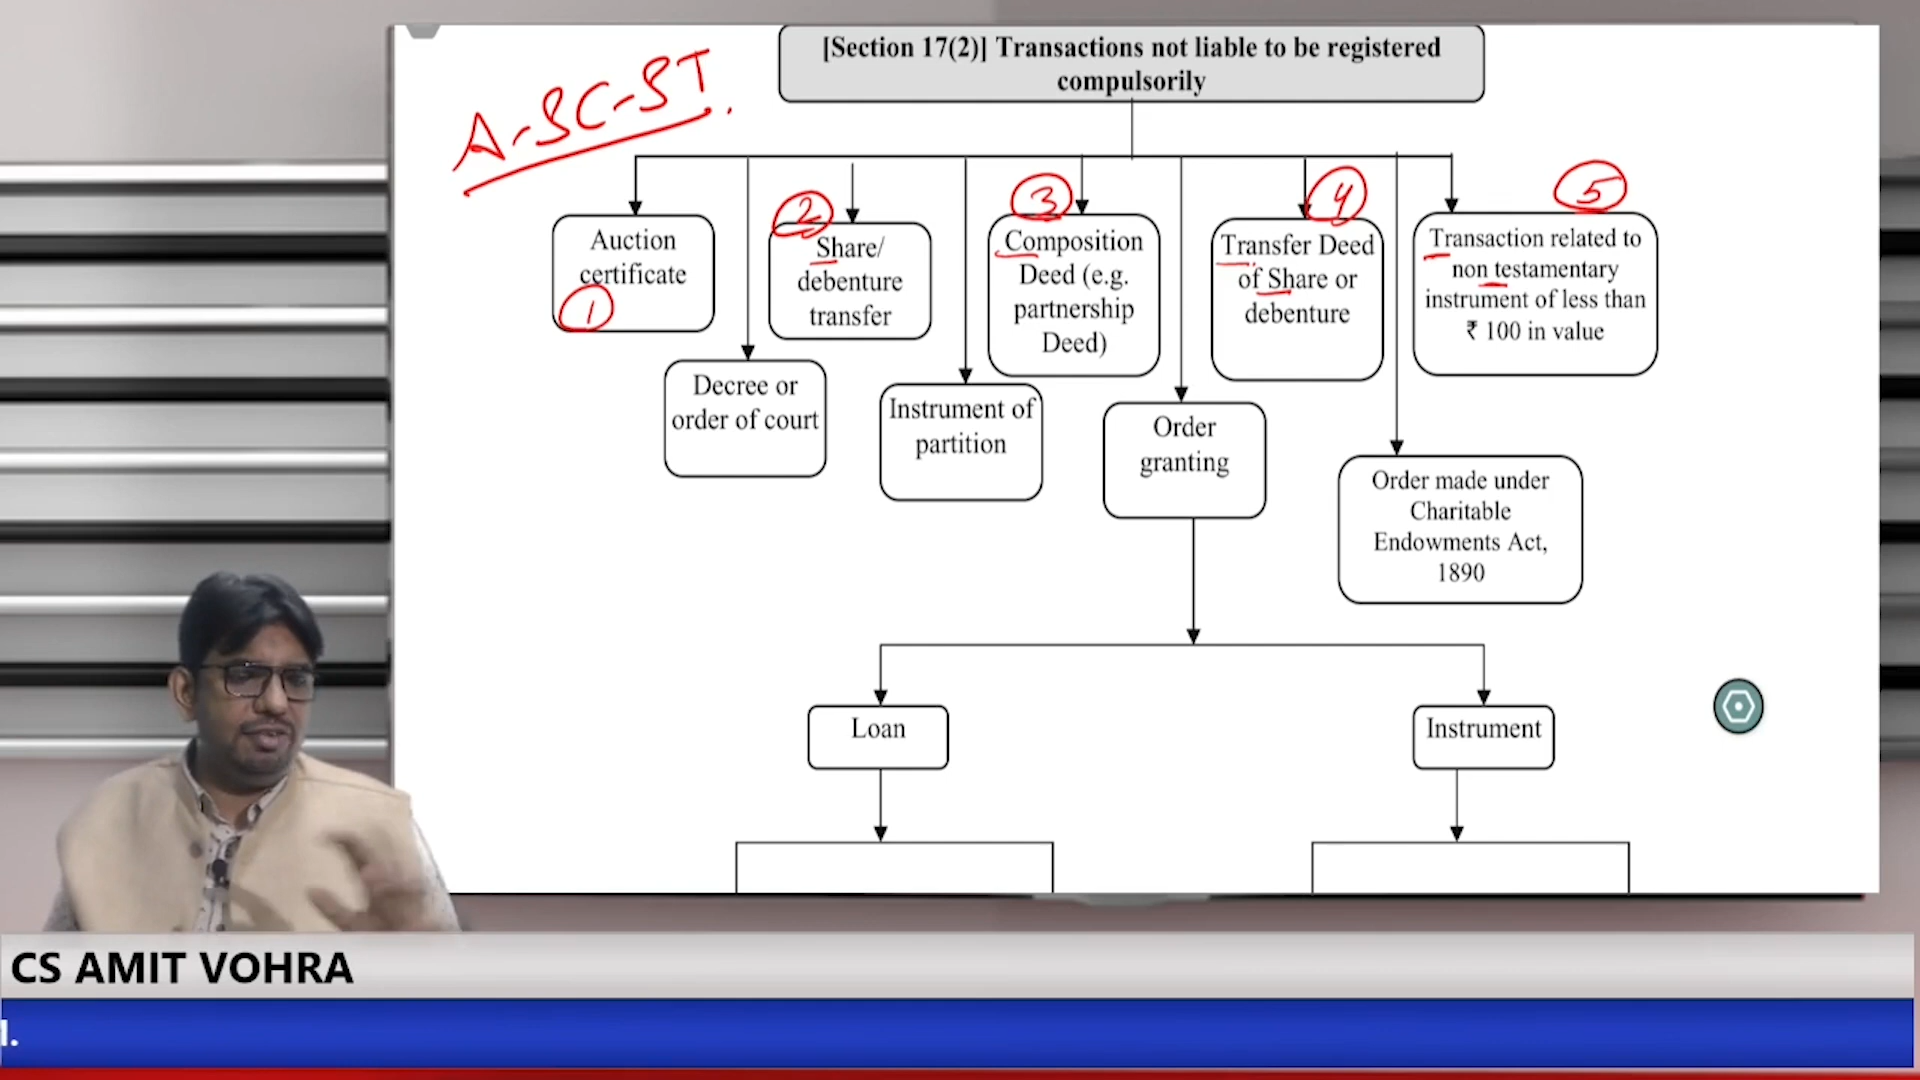 [Section 17(2)] Transactions not liable to be registered
compulsorily
A-SC-ST
1
2
3
4
5
Auction
certificate
Share/
debenture
transfer
Composition
Deed (e.g.
partnership
Deed)
Transfer Deed
of Share or
debenture
Transaction related to
non testamentary
instrument of less than
₹ 100 in value
Decree or
order of court
Instrument of
partition
Order
granting
Order made under
Charitable
Endowments Act,
1890
Loan
Instrument
CS AMIT VOHRA